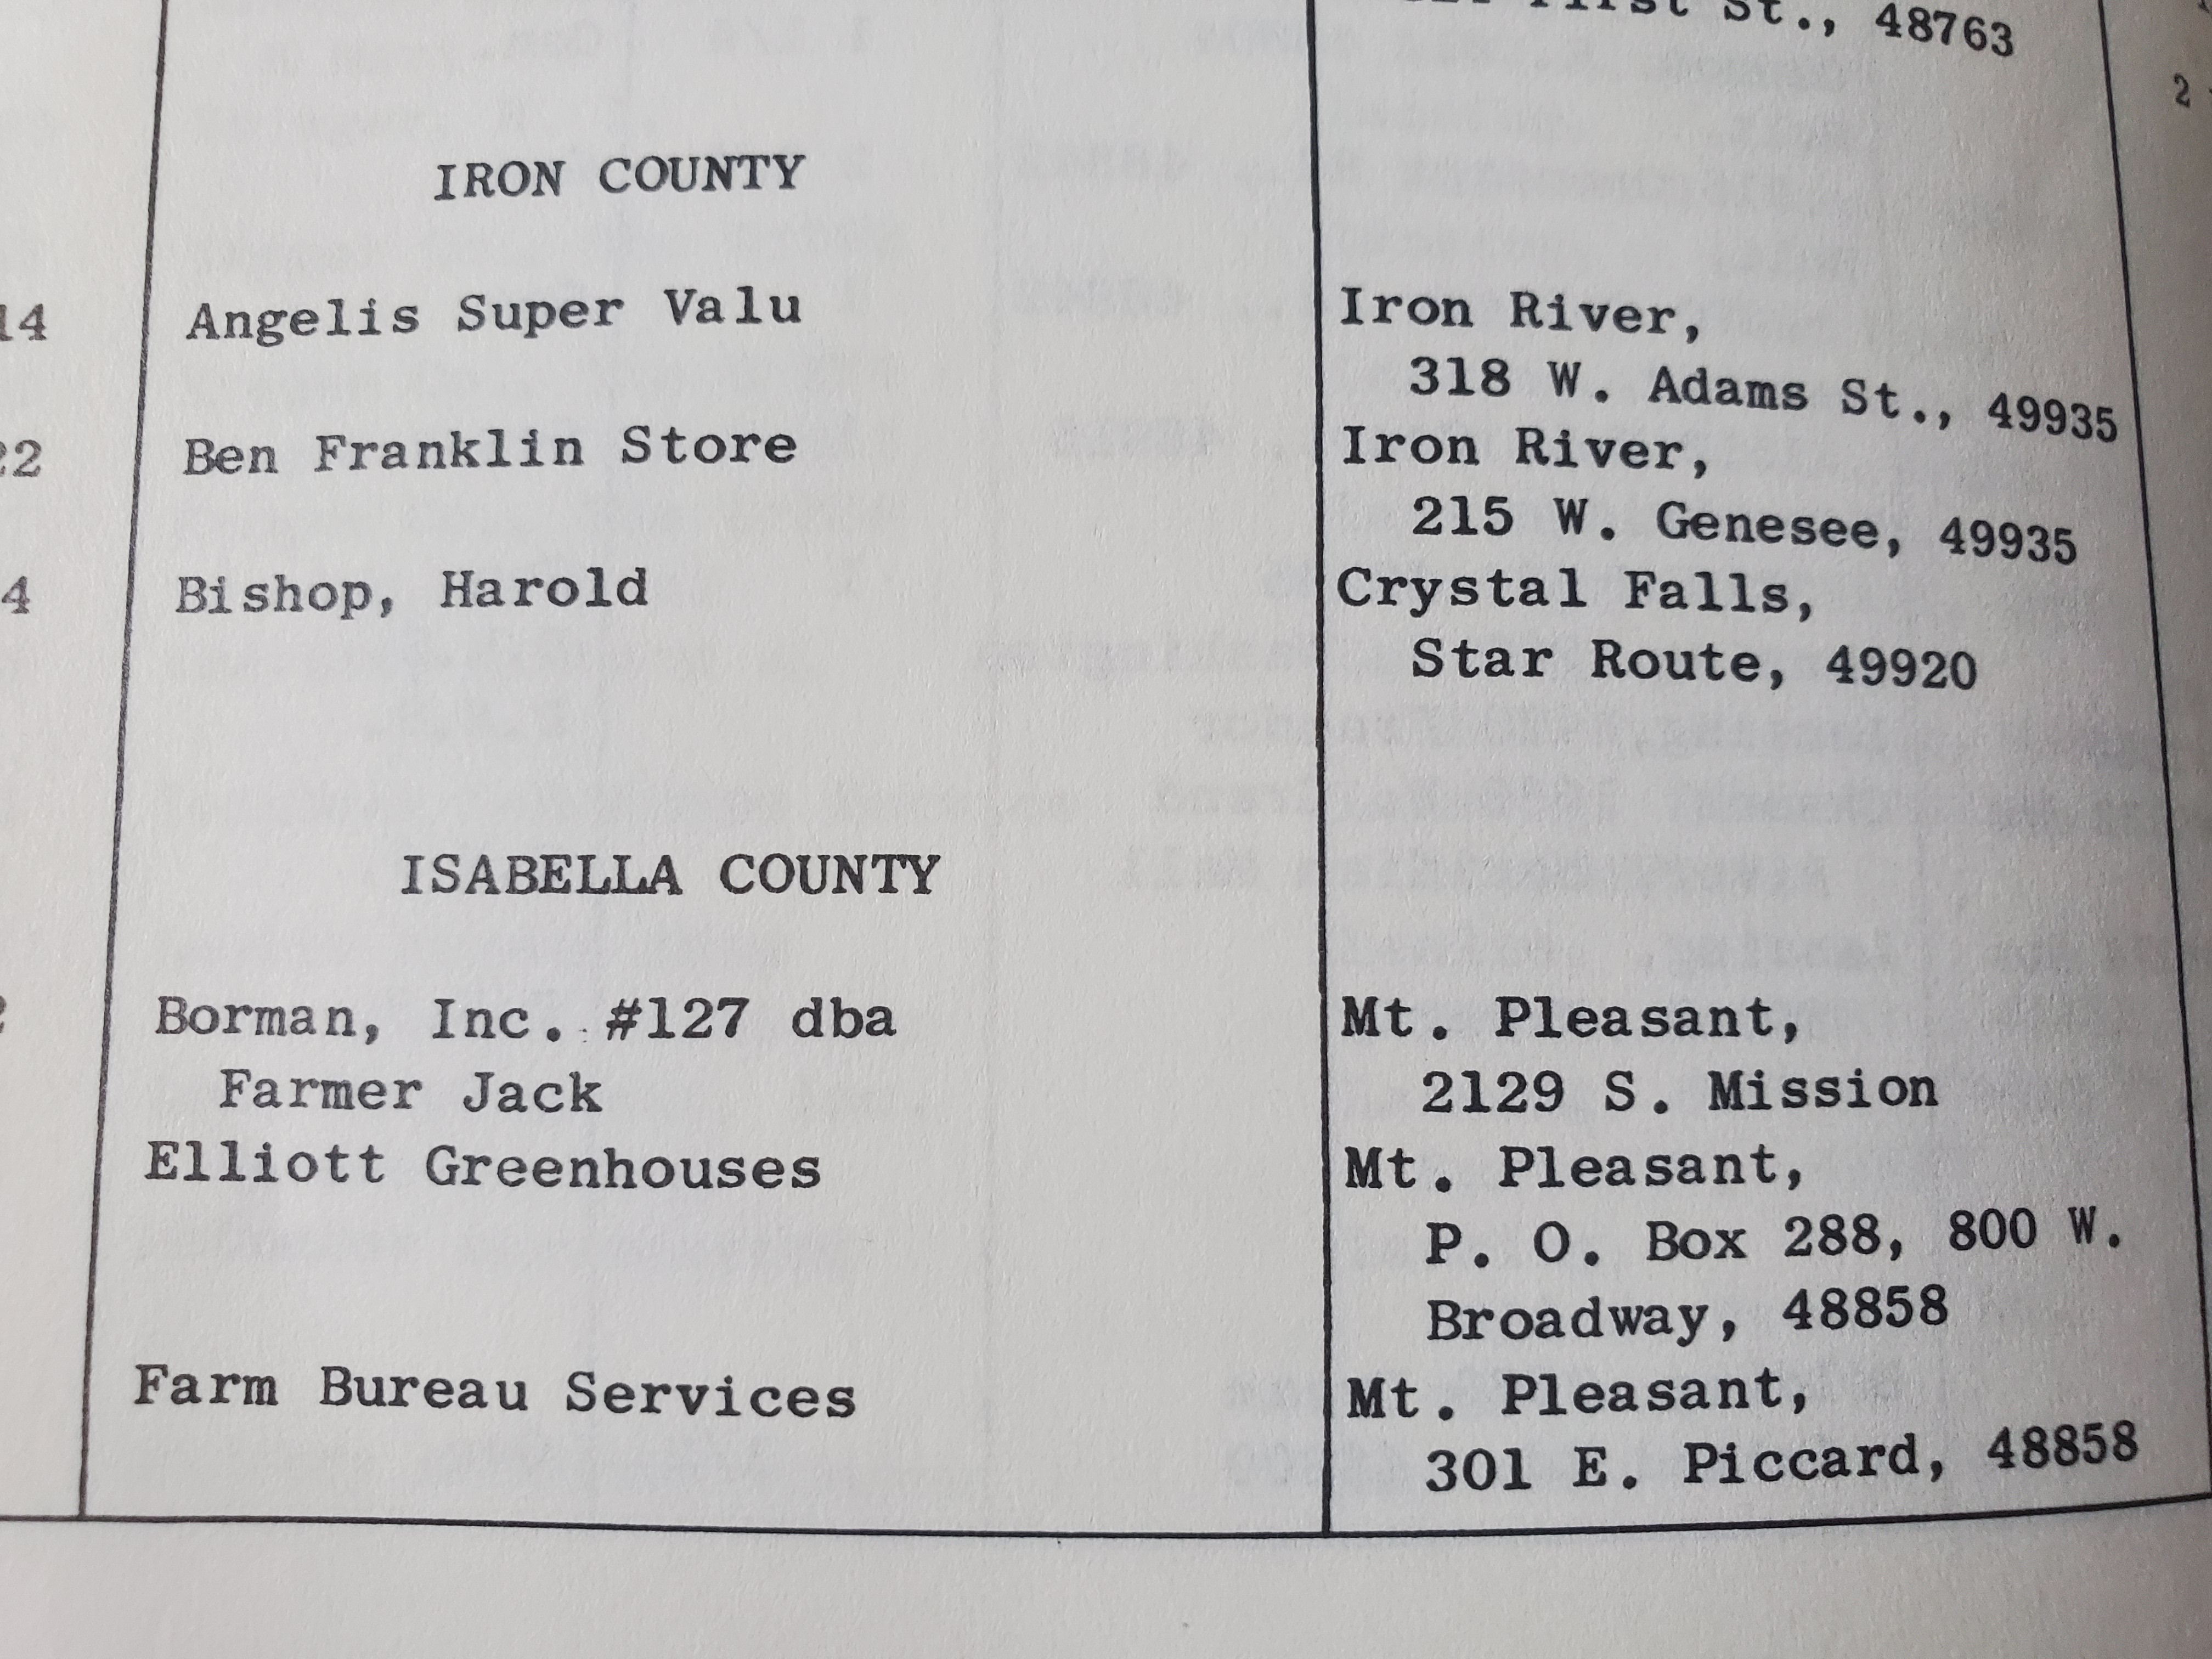 First St., 48763
2
IRON COUNTY
14 Angelis Super Valu Iron River,
318 W. Adams St., 49935
22 Ben Franklin Store Iron River,
215 W. Genesee, 49935
4 Bishop, Harold Crystal Falls,
Star Route, 49920
ISABELLA COUNTY
Borman, Inc. #127 dba Mt. Pleasant,
Farmer Jack 2129 S. Mission
Elliott Greenhouses Mt. Pleasant,
P. O. Box 288, 800 W.
Broadway, 48858
Farm Bureau Services Mt. Pleasant,
301 E. Piccard, 48858